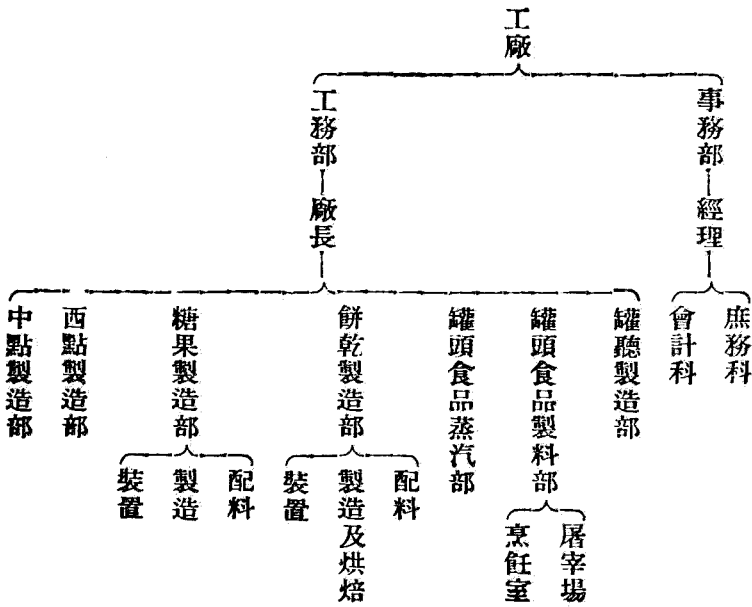 工廠
事務部
經理
庶務科
會計科
工務部
廠長
罐聽製造部
罐頭食品製料部
屠宰場
烹飪室
罐頭食品蒸汽部
餅乾製造部
配料
製造及烘焙
裝置
糖果製造部
配料
製造
裝置
西點製造部
中點製造部